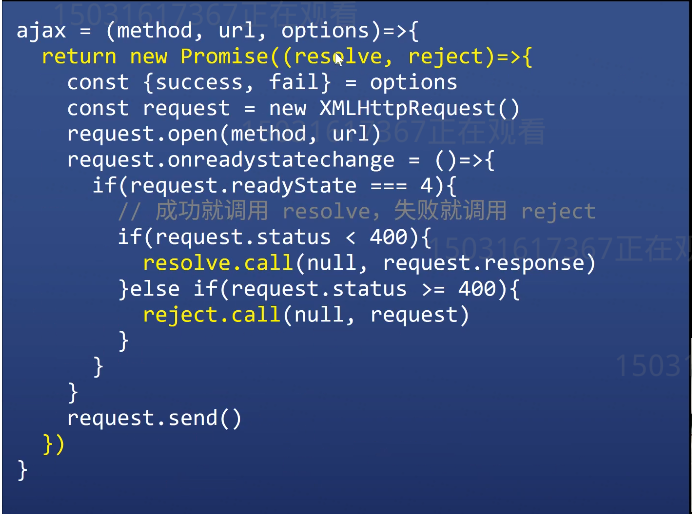 15031617367正在观看
ajax = (method, url, options)=>{
  return new Promise((resolve, reject)=>{
    const {success, fail} = options
    const request = new XMLHttpRequest()
15031617367正在观看
    request.open(method, url)
    request.onreadystatechange = ()=>{
      if(request.readyState === 4){
        // 成功就调用 resolve，失败就调用 reject
        if(request.status < 400){
15031617367正在观
          resolve.call(null, request.response)
        }else if(request.status >= 400){
          reject.call(null, request)
        }
      }
15031
    }
    request.send()
  })
}